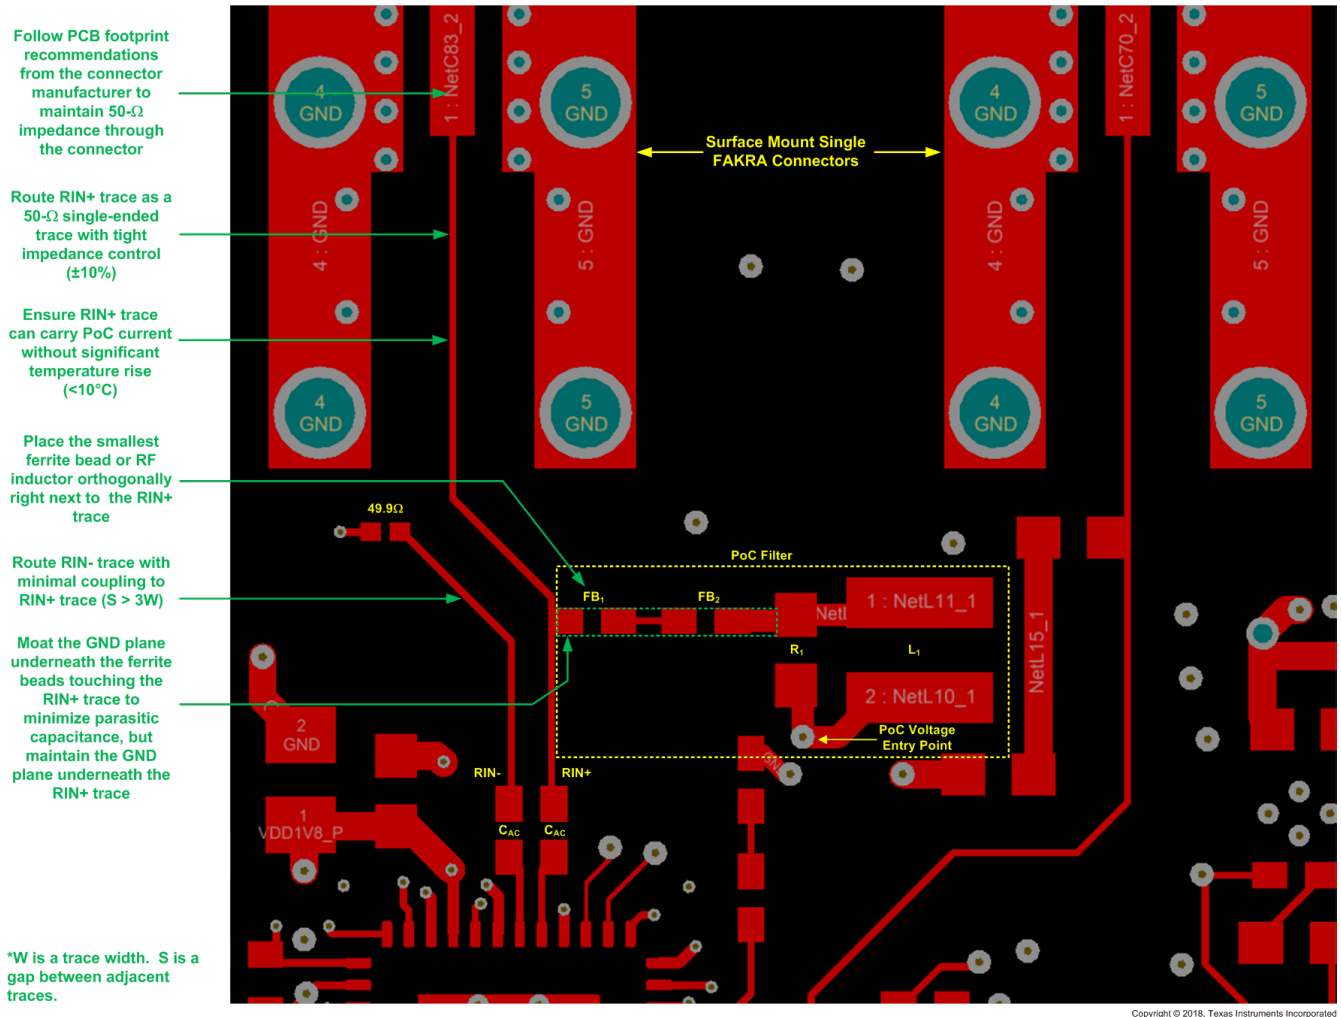 Follow PCB footprint
recommendations
from the connector
manufacturer to
maintain 50-Ω
impedance through
the connector
Route RIN+ trace as a
50-Ω single-ended
trace with tight
impedance control
(±10%)
Ensure RIN+ trace
can carry PoC current
without significant
temperature rise
(<10°C)
Place the smallest
ferrite bead or RF
inductor orthogonally
right next to the RIN+
trace
Route RIN- trace with
minimal coupling to
RIN+ trace (S > 3W)
Moat the GND plane
underneath the ferrite
beads touching the
RIN+ trace to
minimize parasitic
capacitance, but
maintain the GND
plane underneath the
RIN+ trace
*W is a trace width. S is a
gap between adjacent
traces.
4
GND
1 : NetC83_2
5
GND
Surface Mount Single
FAKRA Connectors
4
GND
1 : NetC70_2
5
GND
4 : GND
5 : GND
4 : GND
5 : GND
4
GND
5
GND
4
GND
5
GND
49.9Ω
PoC Filter
FB1
FB2
NetL
1 : NetL11_1
R1
L1
NetL15_1
2 : NetL10_1
PoC Voltage
Entry Point
2
GND
GND
RIN-
RIN+
1
VDD1V8_P
CAC
CAC
Copyright © 2018, Texas Instruments Incorporated